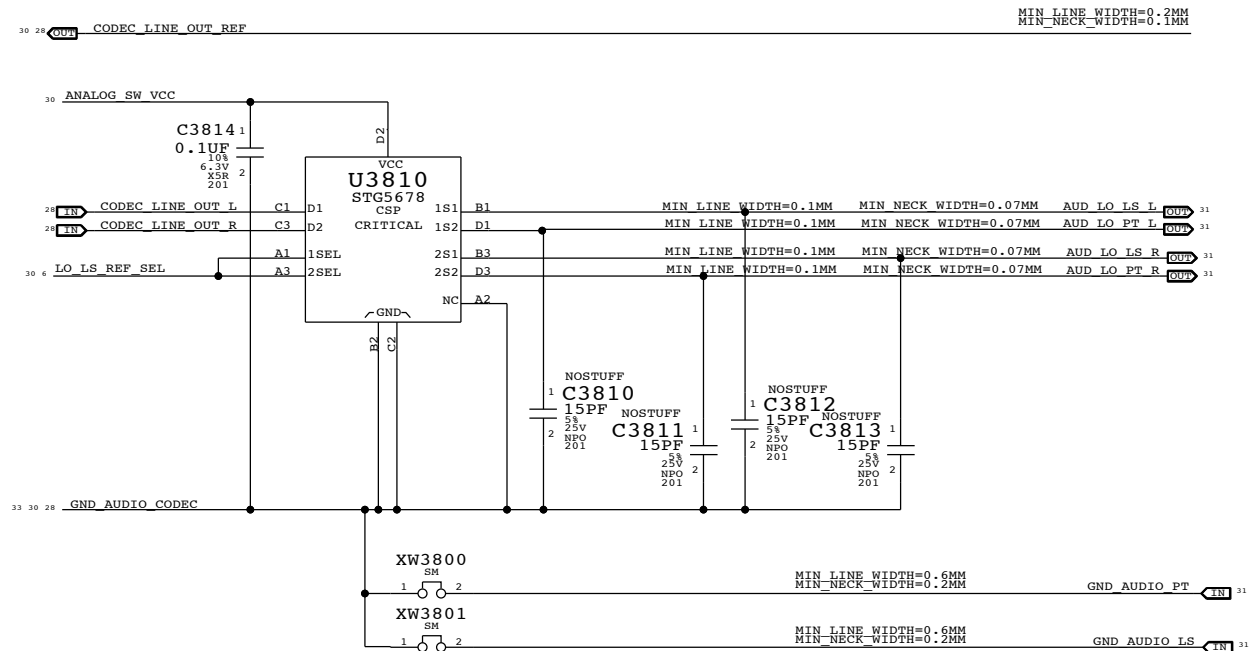 MIN_LINE_WIDTH=0.2MM
MIN_NECK_WIDTH=0.1MM
30 28 OUT CODEC_LINE_OUT_REF
30 ANALOG_SW_VCC
D2
C3814 1
0.1UF
10%
6.3V
X5R 2
201
VCC
U3810
STG5678
CSP
CRITICAL
28 IN CODEC_LINE_OUT_L C1 D1 1S1 B1 MIN_LINE_WIDTH=0.1MM MIN_NECK_WIDTH=0.07MM AUD_LO_LS_L OUT 31
28 IN CODEC_LINE_OUT_R C3 D2 1S2 D1 MIN_LINE_WIDTH=0.1MM MIN_NECK_WIDTH=0.07MM AUD_LO_PT_L OUT 31
A1 1SEL 2S1 B3 MIN_LINE_WIDTH=0.1MM MIN_NECK_WIDTH=0.07MM AUD_LO_LS_R OUT 31
30 6 LO_LS_REF_SEL A3 2SEL 2S2 D3 MIN_LINE_WIDTH=0.1MM MIN_NECK_WIDTH=0.07MM AUD_LO_PT_R OUT 31
NC A2
GND
B2 C2
NOSTUFF
1 C3810
15PF
5%
2 25V
NPO
201
NOSTUFF
C3811 1
15PF
5%
25V
NPO 2
201
NOSTUFF
1 C3812
15PF
5%
2 25V
NPO
201
NOSTUFF
C3813 1
15PF
5%
25V
NPO 2
201
33 30 28 GND_AUDIO_CODEC
XW3800
SM
1 2
MIN_LINE_WIDTH=0.6MM
MIN_NECK_WIDTH=0.2MM
GND_AUDIO_PT IN 31
XW3801
SM
1 2
MIN_LINE_WIDTH=0.6MM
MIN_NECK_WIDTH=0.2MM
GND_AUDIO_LS IN 31